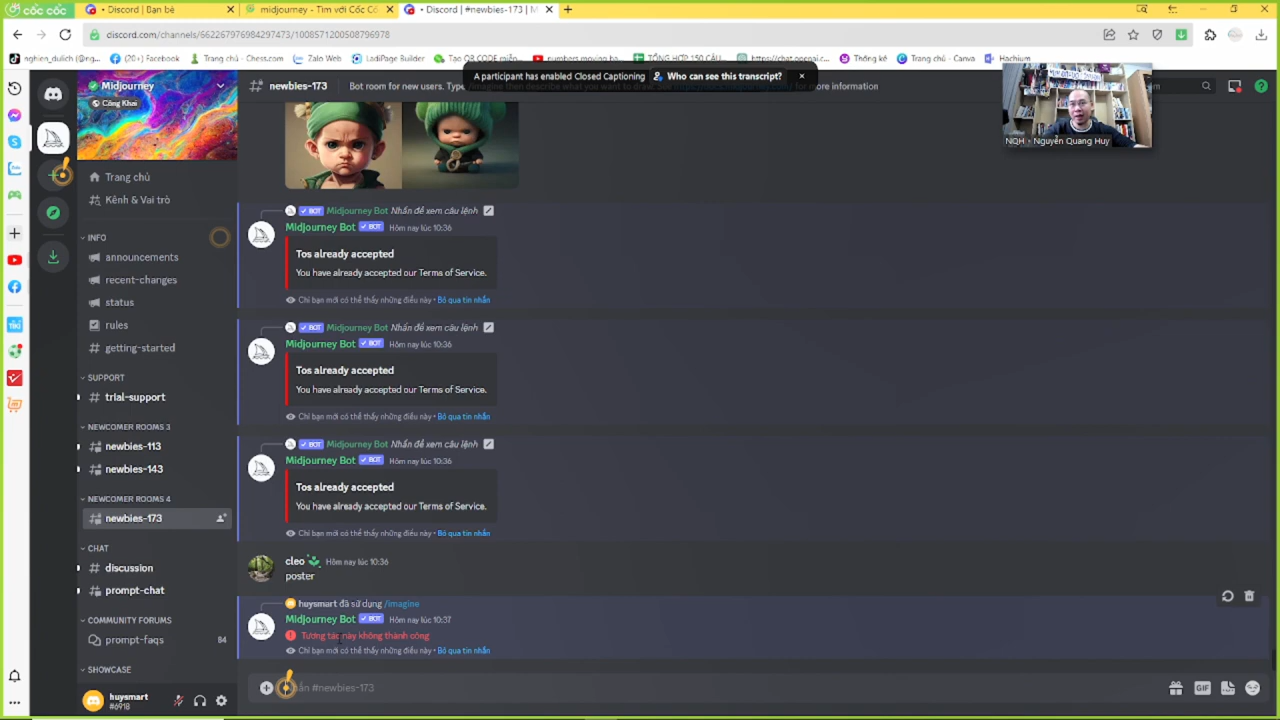 cốc cốc
Discord | Bạn bè
midjourney - Tìm với Cốc Cố
Discord | #newbies-173 | M
discord.com/channels/662267976984297473/1008571200508796978
nghien_dulich (@ng...
(20+) Facebook
Trang chủ - Chess.com
Zalo Web
LadiPage Builder
Tạo QR CODE miễn...
numbers moving ba...
TỔNG HỢP 150 CÂU...
https://chat.openai.c...
Thống kê
Trang chủ - Canva
Hachium
A participant has enabled Closed Captioning
Who can see this transcript?
Midjourney
Công Khai
newbies-173
Bot room for new users. Type /imagine then describe what you want to draw. See
for more information
NQH - Nguyễn Quang Huy
Trang chủ
Kênh & Vai trò
INFO
announcements
recent-changes
status
rules
getting-started
SUPPORT
trial-support
NEWCOMER ROOMS 3
newbies-113
newbies-143
NEWCOMER ROOMS 4
newbies-173
CHAT
discussion
prompt-chat
COMMUNITY FORUMS
prompt-faqs
84
SHOWCASE
huysmart
#6918
BOT Midjourney Bot Nhấn để xem câu lệnh
Midjourney Bot BOT Hôm nay lúc 10:36
Tos already accepted
You have already accepted our Terms of Service.
Chỉ bạn mới có thể thấy những điều này • Bỏ qua tin nhắn
BOT Midjourney Bot Nhấn để xem câu lệnh
Midjourney Bot BOT Hôm nay lúc 10:36
Tos already accepted
You have already accepted our Terms of Service.
Chỉ bạn mới có thể thấy những điều này • Bỏ qua tin nhắn
BOT Midjourney Bot Nhấn để xem câu lệnh
Midjourney Bot BOT Hôm nay lúc 10:36
Tos already accepted
You have already accepted our Terms of Service.
Chỉ bạn mới có thể thấy những điều này • Bỏ qua tin nhắn
cleo Hôm nay lúc 10:36
poster
huysmart đã sử dụng /imagine
Midjourney Bot BOT Hôm nay lúc 10:37
Tương tác này không thành công
Chỉ bạn mới có thể thấy những điều này • Bỏ qua tin nhắn
Nhắn #newbies-173
GIF